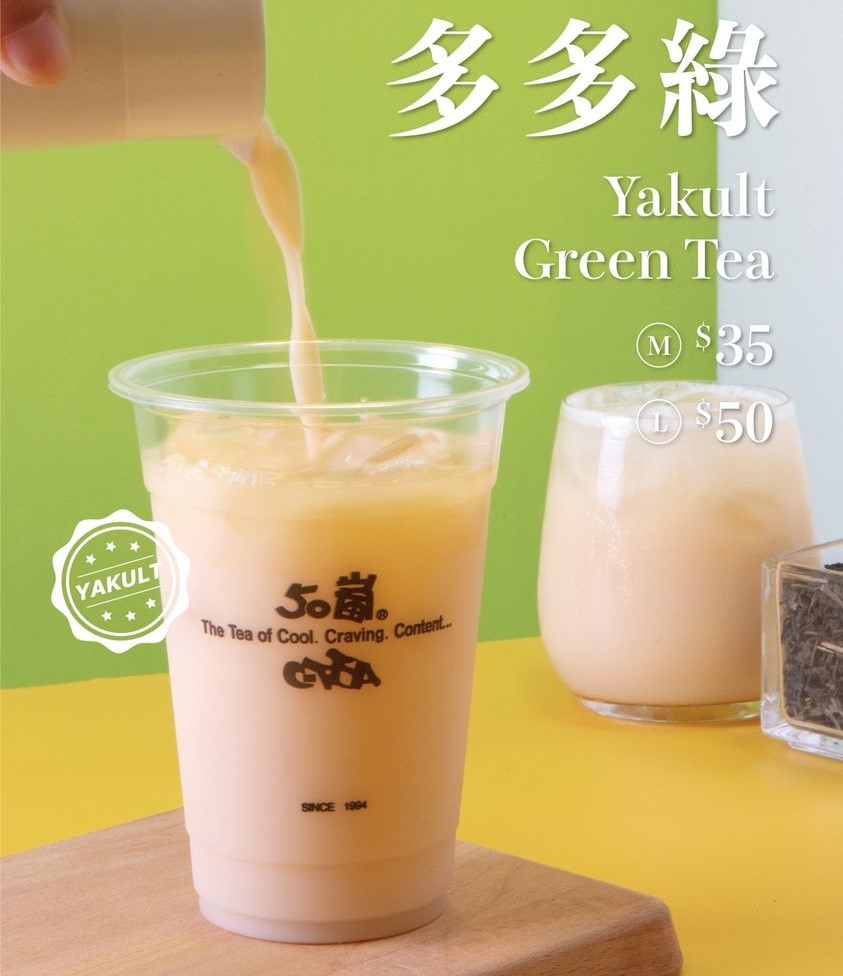 多多綠
Yakult
Green Tea
M $35
L $50
YAKULT
50嵐®
The Tea of Cool. Craving. Content...
SINCE 1994